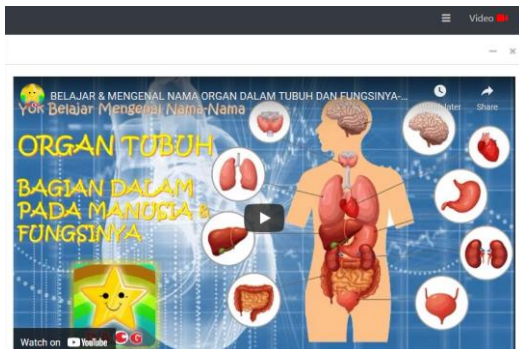 Video
BELAJAR & MENGENAL NAMA ORGAN DALAM TUBUH DAN FUNGSINYA-...
Yuk Belajar Mengenal Nama-Nama
Later
Share
ORGAN TUBUH
BAGIAN DALAM
PADA MANUSIA &
FUNGSINYA
Watch on YouTube
G